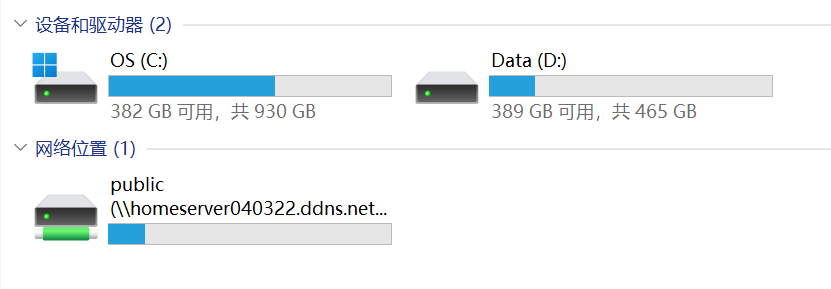 设备和驱动器 (2)
OS (C:)
382 GB 可用，共 930 GB
Data (D:)
389 GB 可用，共 465 GB
网络位置 (1)
public
(\\homeserver040322.ddns.net...